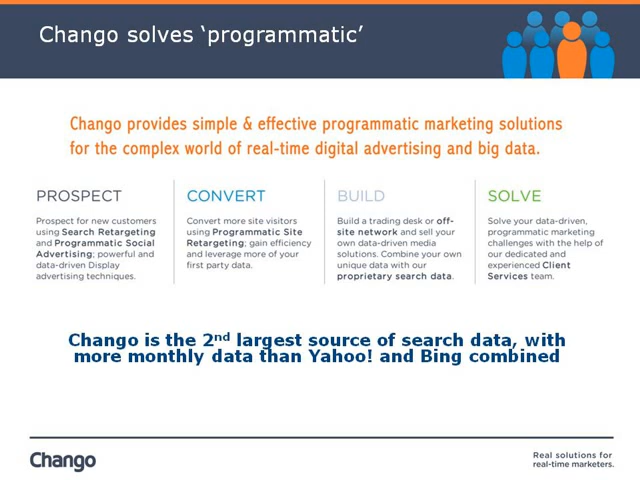 Chango solves ‘programmatic’
Chango provides simple & effective programmatic marketing solutions
for the complex world of real-time digital advertising and big data.
PROSPECT
Prospect for new customers
using Search Retargeting
and Programmatic Social
Advertising; powerful and
data-driven Display
advertising techniques.
CONVERT
Convert more site visitors
using Programmatic Site
Retargeting; gain efficiency
and leverage more of your
first party data.
BUILD
Build a trading desk or off-
site network and sell your
own data-driven media
solutions. Combine your own
unique data with our
proprietary search data.
SOLVE
Solve your data-driven,
programmatic marketing
challenges with the help of
our dedicated and
experienced Client
Services team.
Chango is the 2nd largest source of search data, with
more monthly data than Yahoo! and Bing combined
Chango
Real solutions for
real-time marketers.